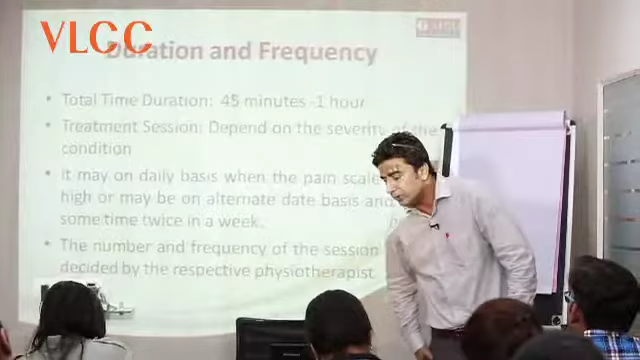 VLCC
Duration and Frequency
• Total Time Duration: 45 minutes -1 hour
• Treatment Session: Depend on the severity of the
condition
• It may on daily basis when the pain scale
high or may be on alternate date basis and
some time twice in a week.
• The number and frequency of the session
decided by the respective physiotherapist
VLCC